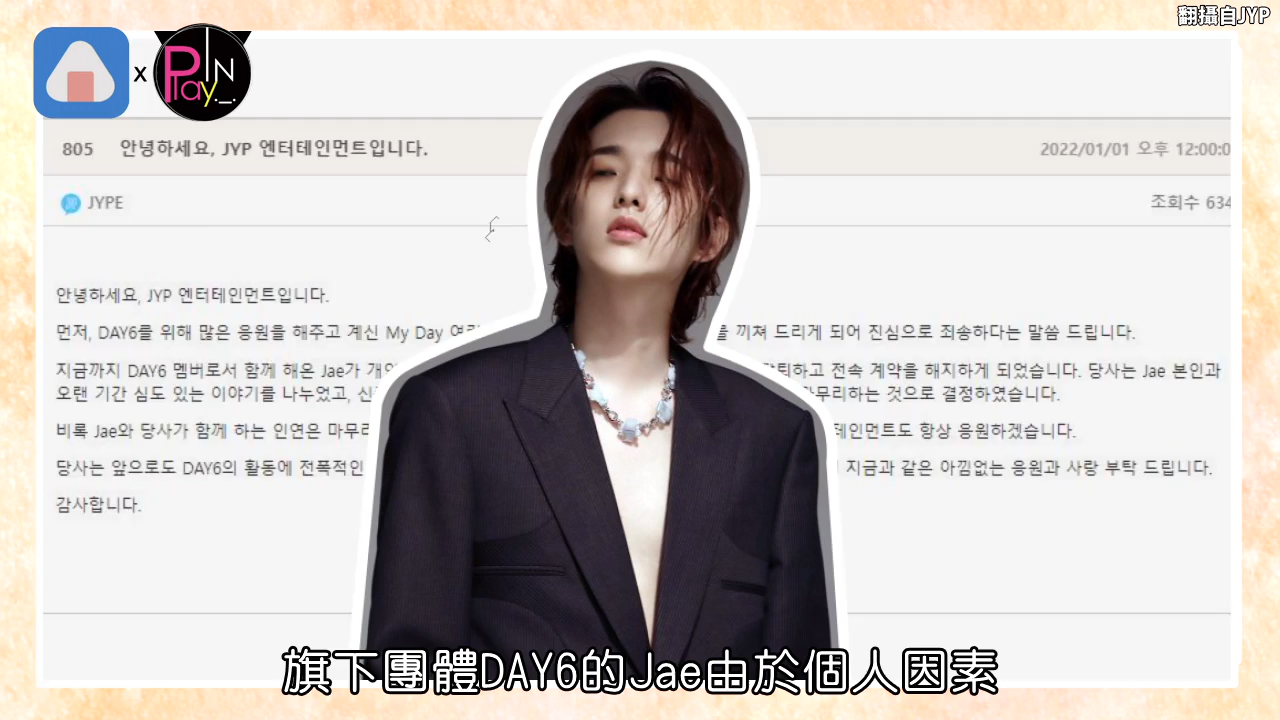 翻攝自JYP
x
PlayIN._.
805 안녕하세요, JYP 엔터테인먼트입니다.
2022/01/01 오후 12:00:0
JYPE
조회수 634
안녕하세요, JYP 엔터테인먼트입니다.
먼저, DAY6를 위해 많은 응원을 해주고 계신 My Day 여러 끼쳐 드리게 되어 진심으로 죄송하다는 말씀 드립니다.
지금까지 DAY6 멤버로서 함께 해온 Jae가 개인 탈퇴하고 전속 계약을 해지하게 되었습니다. 당사는 Jae 본인과
오랜 기간 심도 있는 이야기를 나누었고, 마무리하는 것으로 결정하였습니다.
비록 Jae와 당사가 함께 하는 인연은 마무리 테인먼트도 항상 응원하겠습니다.
당사는 앞으로도 DAY6의 활동에 전폭적인 지금과 같은 아낌없는 응원과 사랑 부탁 드립니다.
감사합니다.
旗下團體DAY6的Jae由於個人因素